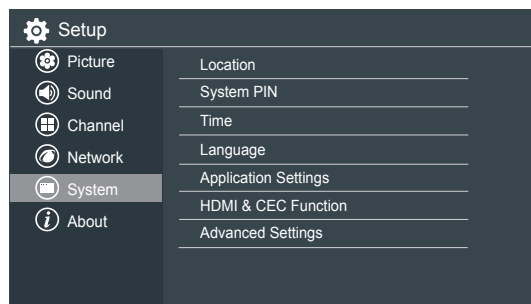 Setup
Picture
Sound
Channel
Network
System
About
Location
System PIN
Time
Language
Application Settings
HDMI & CEC Function
Advanced Settings